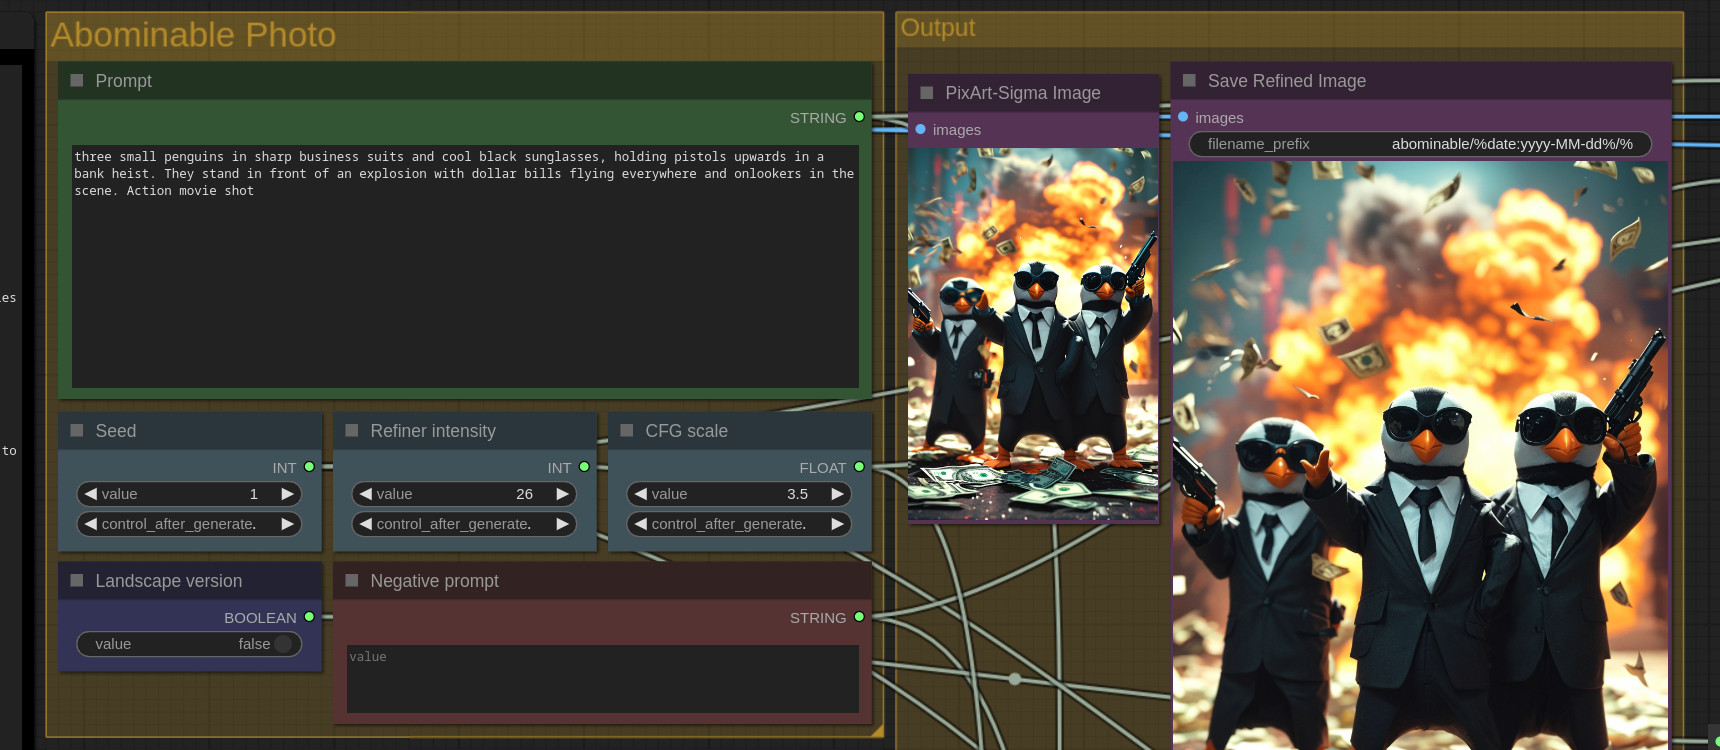 es
to
Abominable Photo
Prompt
STRING
three small penguins in sharp business suits and cool black sunglasses, holding pistols upwards in a
bank heist. They stand in front of an explosion with dollar bills flying everywhere and onlookers in the
scene. Action movie shot
Seed
INT
value 1
control_after_generate.
Refiner intensity
INT
value 26
control_after_generate.
CFG scale
FLOAT
value 3.5
control_after_generate.
Landscape version
BOOLEAN
value false
Negative prompt
STRING
value
Output
PixArt-Sigma Image
images
Save Refined Image
images
filename_prefix abominable/%date:yyyy-MM-dd%/%